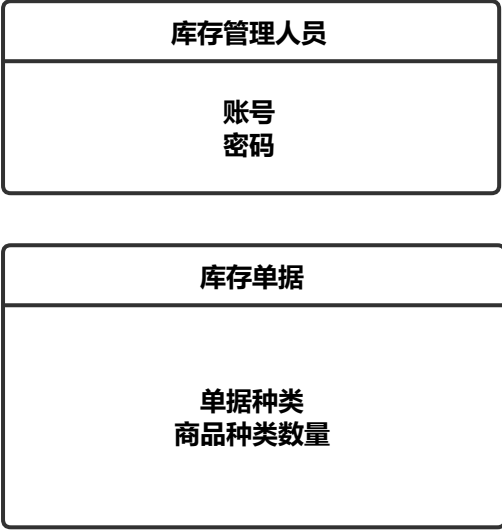 库存管理人员
账号
密码
库存单据
单据种类
商品种类数量